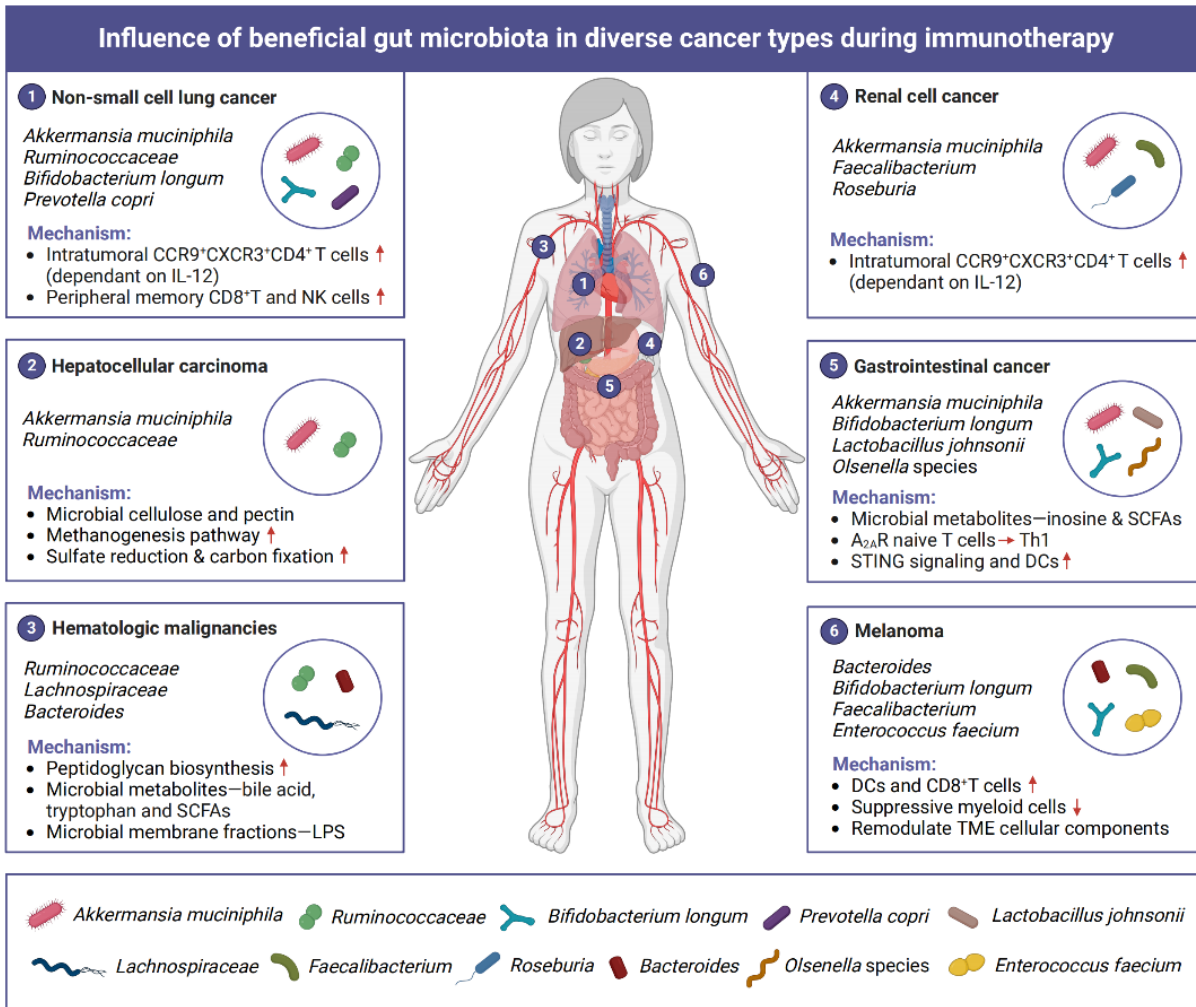 Influence of beneficial gut microbiota in diverse cancer types during immunotherapy
1 Non-small cell lung cancer
Akkermansia muciniphila
Ruminococcaceae
Bifidobacterium longum
Prevotella copri
Mechanism:
• Intratumoral CCR9⁺CXCR3⁺CD4⁺ T cells ↑
(dependant on IL-12)
• Peripheral memory CD8⁺T and NK cells ↑
2 Hepatocellular carcinoma
Akkermansia muciniphila
Ruminococcaceae
Mechanism:
• Microbial cellulose and pectin
• Methanogenesis pathway ↑
• Sulfate reduction & carbon fixation ↑
3 Hematologic malignancies
Ruminococcaceae
Lachnospiraceae
Bacteroides
Mechanism:
• Peptidoglycan biosynthesis ↑
• Microbial metabolites—bile acid,
tryptophan and SCFAs
• Microbial membrane fractions—LPS
3
6
1
2
4
5
4 Renal cell cancer
Akkermansia muciniphila
Faecalibacterium
Roseburia
Mechanism:
• Intratumoral CCR9⁺CXCR3⁺CD4⁺ T cells ↑
(dependant on IL-12)
5 Gastrointestinal cancer
Akkermansia muciniphila
Bifidobacterium longum
Lactobacillus johnsonii
Olsenella species
Mechanism:
• Microbial metabolites—inosine & SCFAs
• A₂ₐR naive T cells → Th1
• STING signaling and DCs ↑
6 Melanoma
Bacteroides
Bifidobacterium longum
Faecalibacterium
Enterococcus faecium
Mechanism:
• DCs and CD8⁺T cells ↑
• Suppressive myeloid cells ↓
• Remodulate TME cellular components
Akkermansia muciniphila Ruminococcaceae Bifidobacterium longum Prevotella copri Lactobacillus johnsonii
Lachnospiraceae Faecalibacterium Roseburia Bacteroides Olsenella species Enterococcus faecium